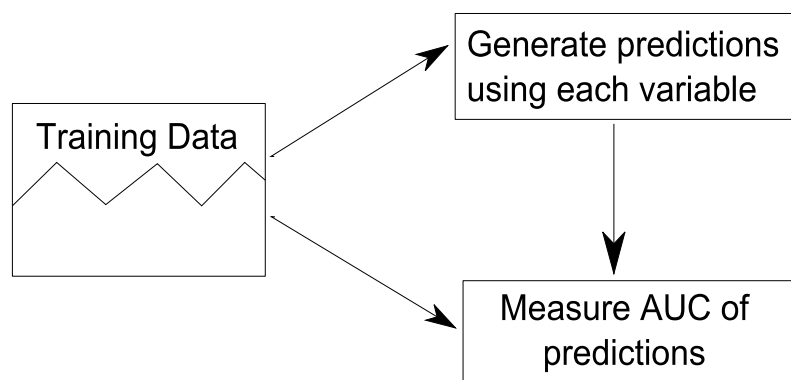 Training Data
Generate predictions
using each variable
Measure AUC of
predictions